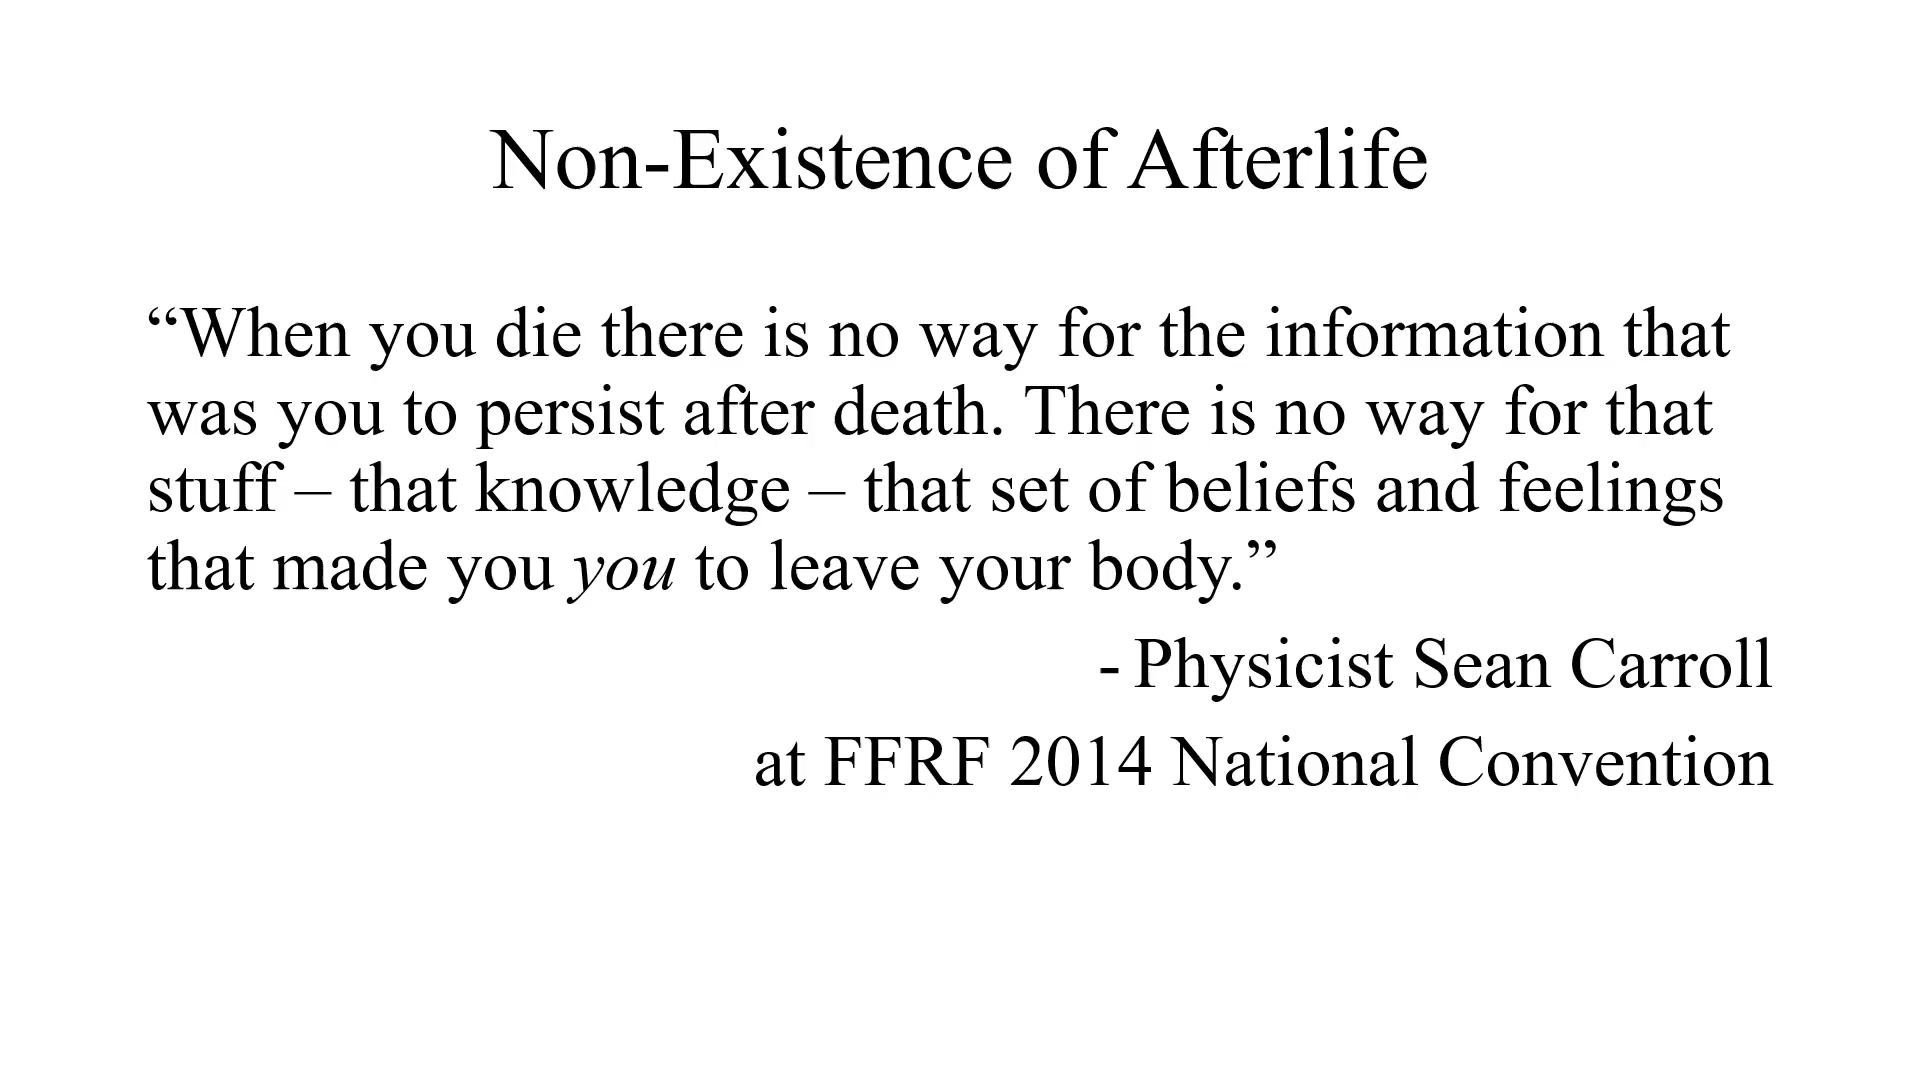 Non-Existence of Afterlife
“When you die there is no way for the information that
was you to persist after death. There is no way for that
stuff – that knowledge – that set of beliefs and feelings
that made you you to leave your body.”
- Physicist Sean Carroll
at FFRF 2014 National Convention